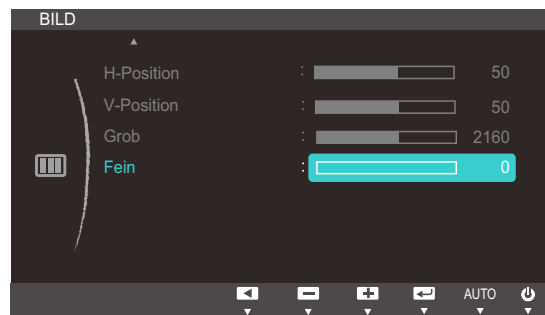 BILD
H-Position : 50
V-Position : 50
Grob : 2160
Fein : 0
AUTO